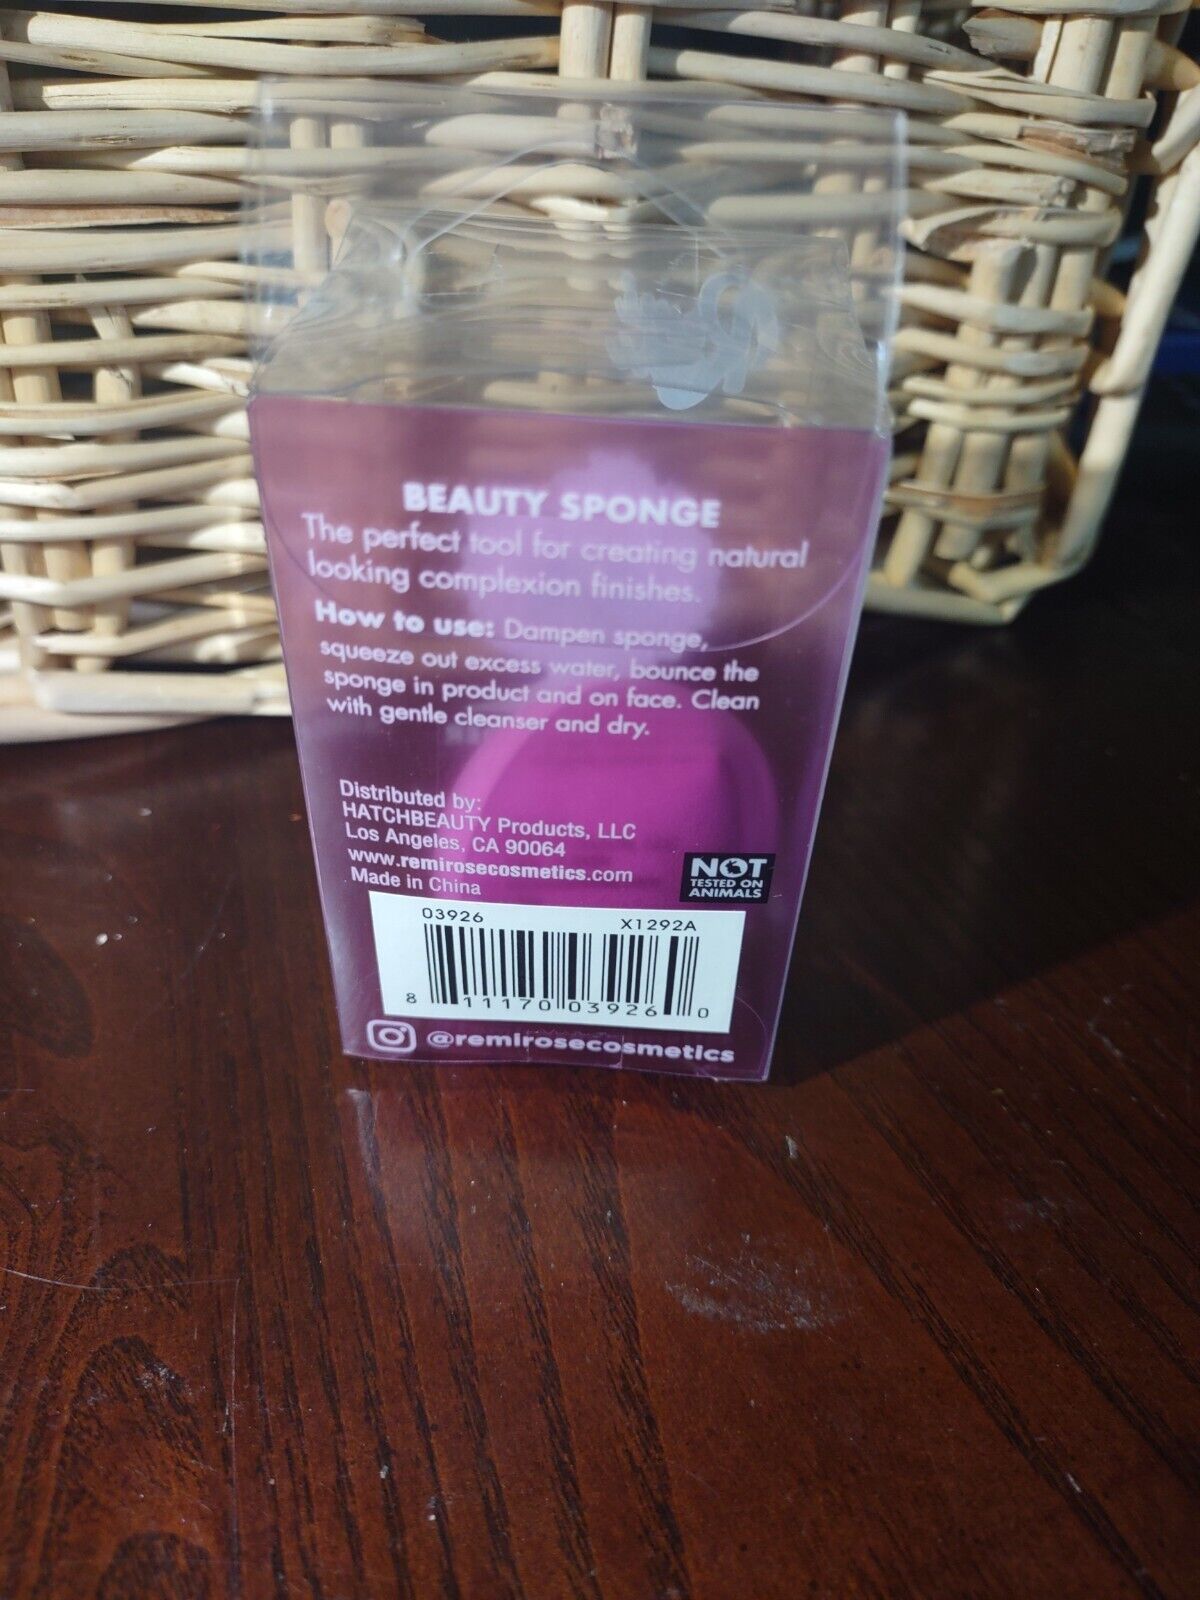 BEAUTY SPONGE
The perfect tool for creating natural
looking complexion finishes.
How to use: Dampen sponge,
squeeze out excess water, bounce the
sponge in product and on face. Clean
with gentle cleanser and dry.
Distributed by:
HATCHBEAUTY Products, LLC
Los Angeles, CA 90064
www.remirosecosmetics.com
Made in China
NOT
TESTED ON
ANIMALS
03926 X1292A
8 11170 03926 0
@remirosecosmetics